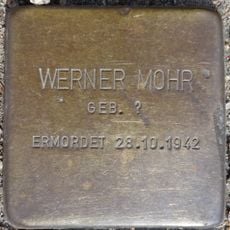 WERNER MOHR
GEB. ?
ERMORDET 28.10.1942